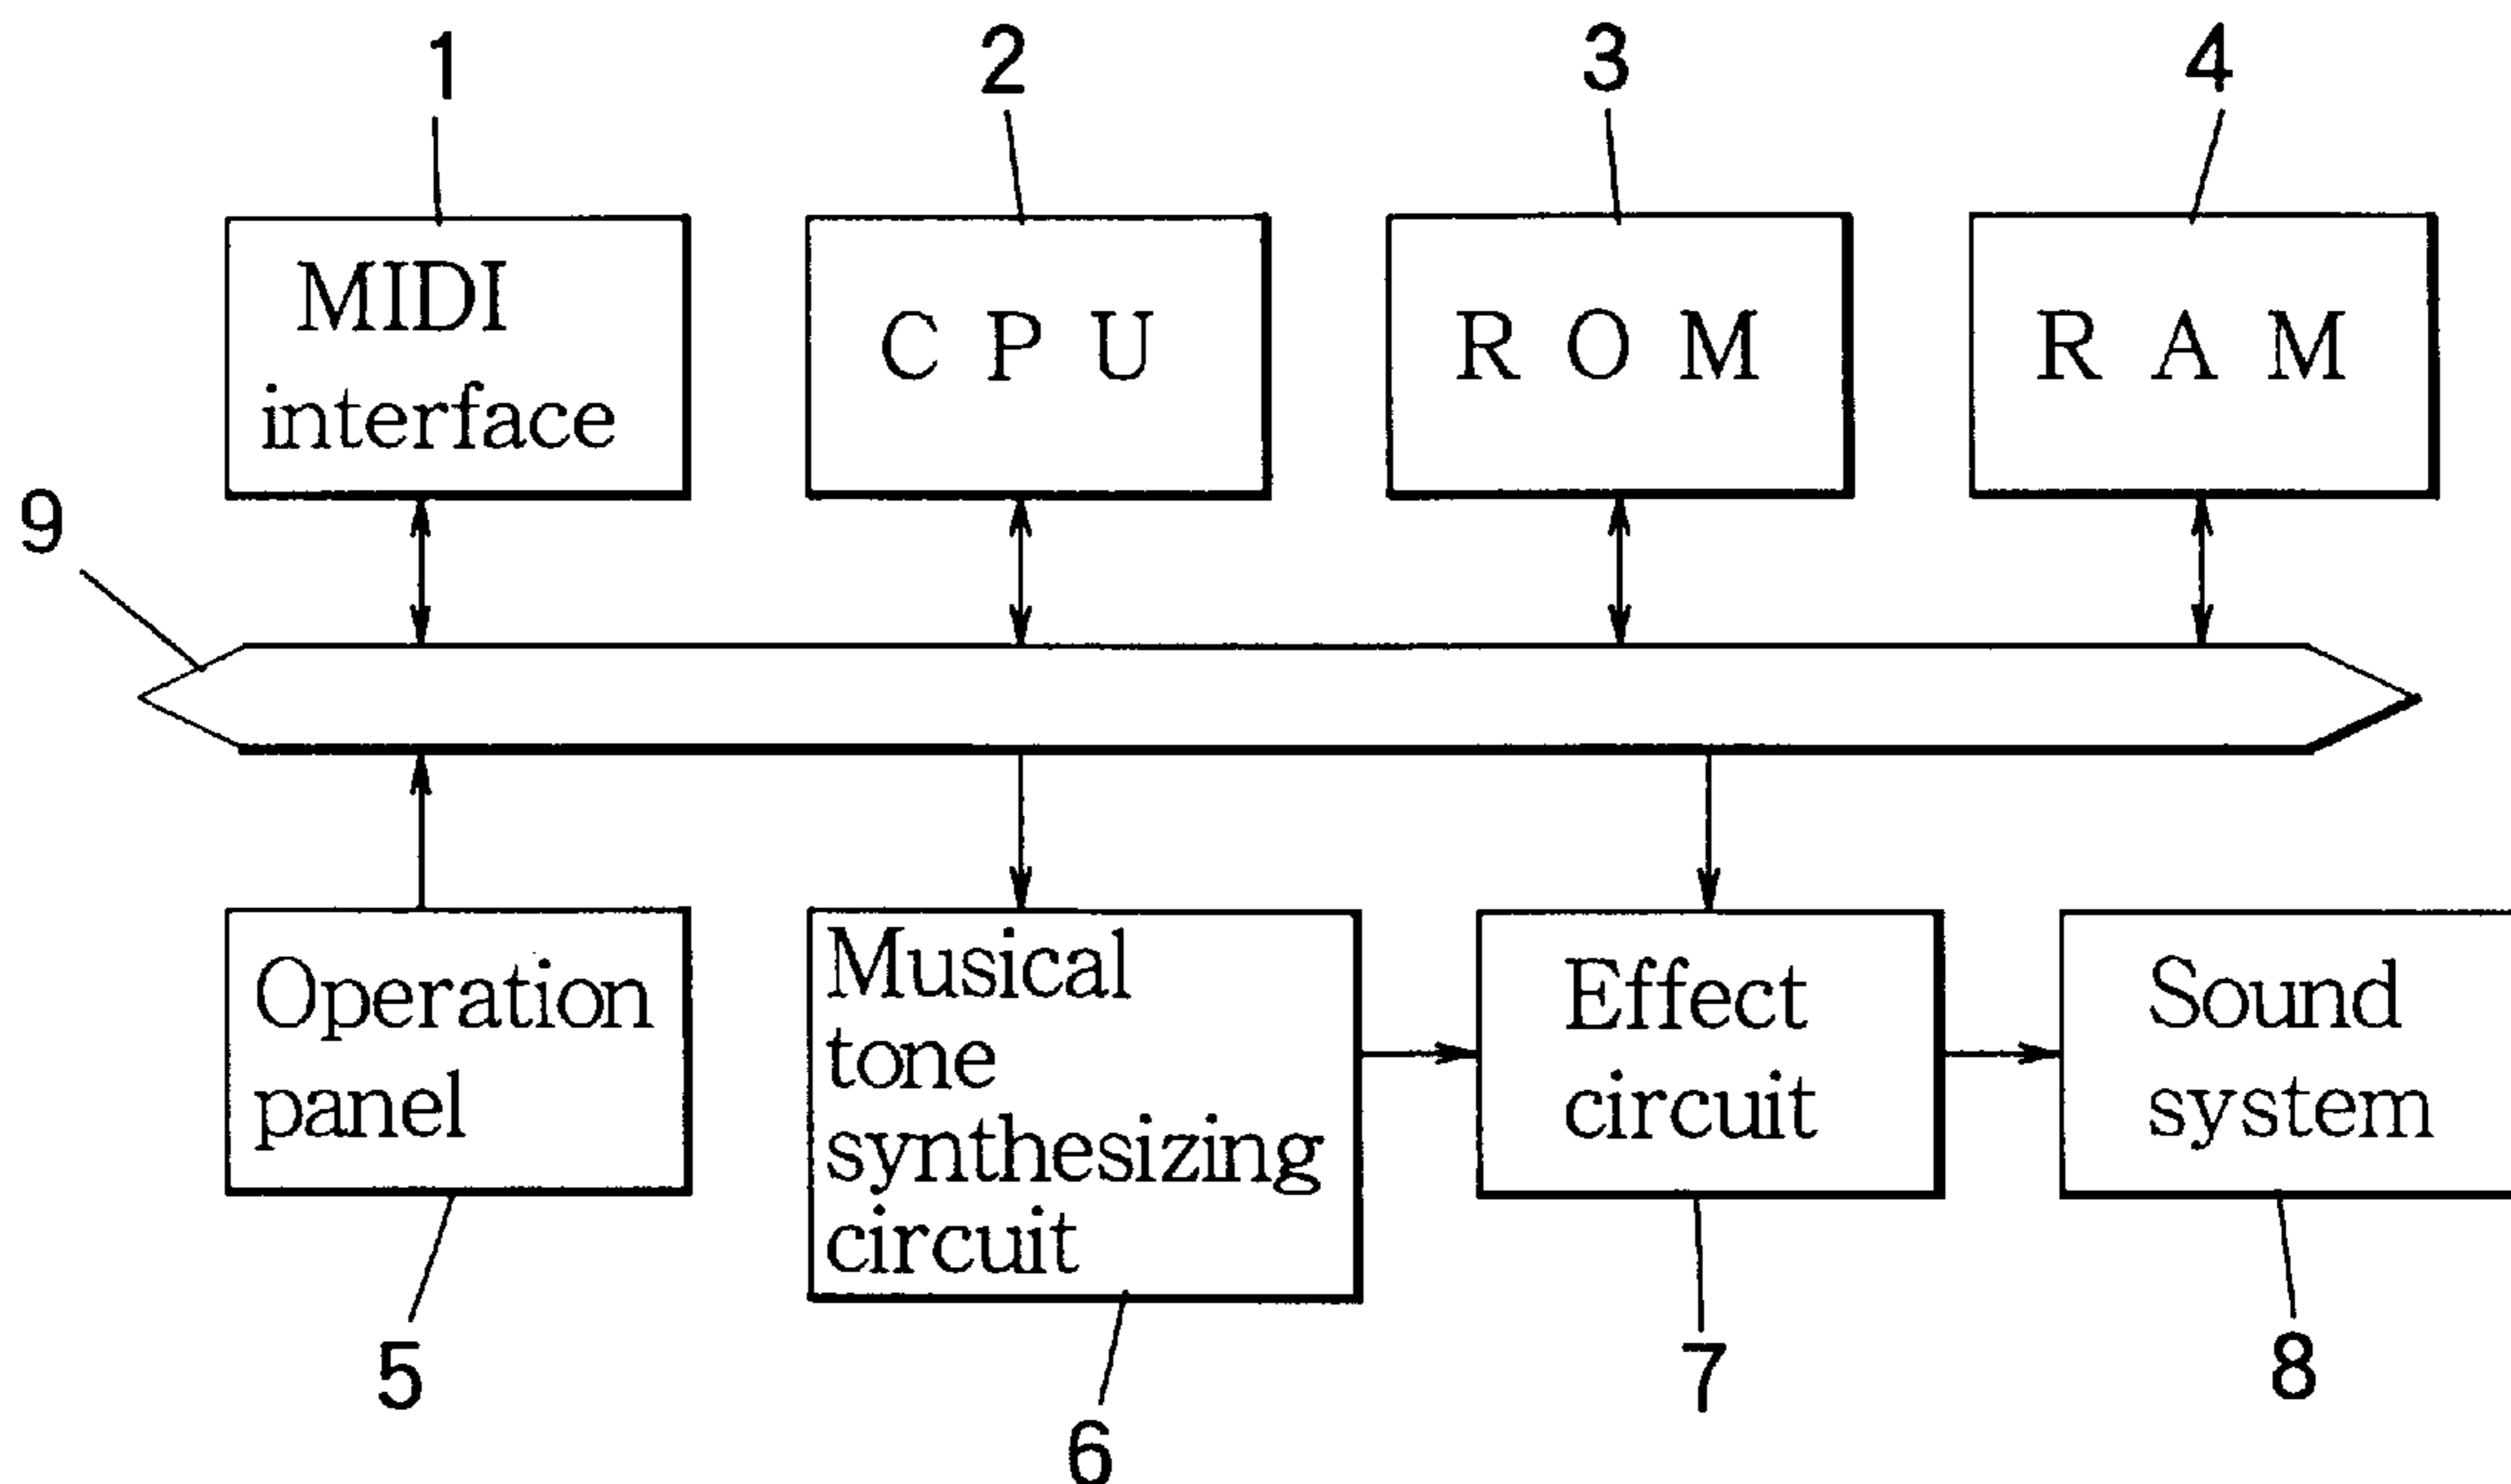 1
2
3
4
MIDI
interface
C P U
R O M
R A M
9
Operation
panel
Musical
tone
synthesizing
circuit
Effect
circuit
Sound
system
5
6
7
8